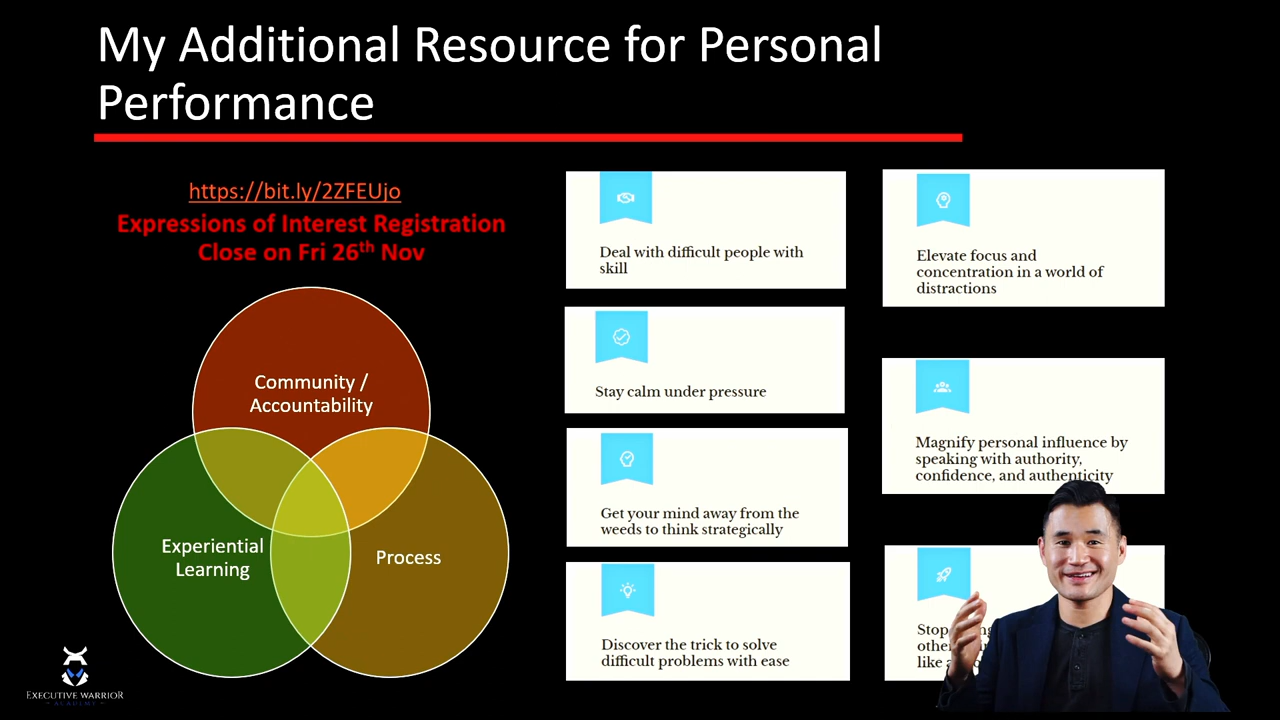 My Additional Resource for Personal
Performance
https://bit.ly/2ZFEUjo
Expressions of Interest Registration
Close on Fri 26th Nov
Community /
Accountability
Experiential
Learning
Process
Deal with difficult people with
skill
Stay calm under pressure
Get your mind away from the
weeds to think strategically
Discover the trick to solve
difficult problems with ease
Elevate focus and
concentration in a world of
distractions
Magnify personal influence by
speaking with authority,
confidence, and authenticity
Stop
like
EXECUTIVE WARRIOR
ACADEMY